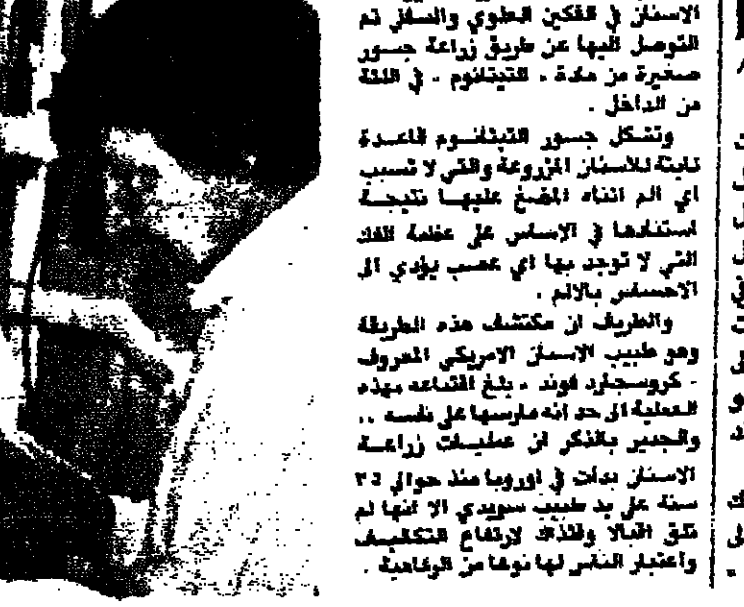 الاسنان في الفكين العلوي والسفلي تم
التوصل اليها عن طريق زراعة جسور
صغيرة من مادة « التيتانوم » في اللثة
من الداخل .
وتشكل جسور التيتانوم قاعدة
ثابتة للاسنان المزروعة والتي لا تسبب
اي الم اثناء المضغ عليها نتيجة
استنادها في الاساس على عظمة الفك
التي لا توجد بها اي عصب يؤدي الى
الاحساس بالالم .
والطريف ان مكتشف هذه الطريقة
وهو طبيب الاسنان الامريكي المعروف
« كروسجارد فوند » بلغ اقتناعه بهذه
العملية الى حد انه مارسها على نفسه ..
والجدير بالذكر ان عمليات زراعة
الاسنان بدأت في اوروبا منذ حوالي ٣٢
سنة على يد طبيب سويدي الا انها لم
تلق اقبالا وقتذاك لارتفاع التكاليف
واعتبار الناس لها نوعا من الرفاهية .